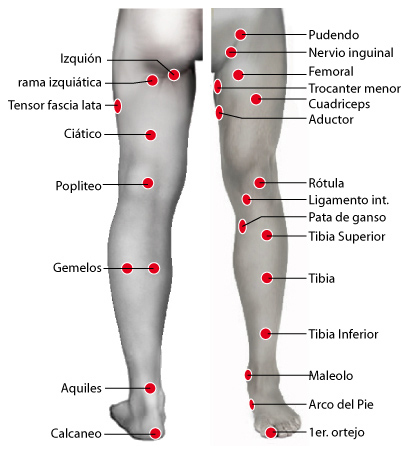 Izquión
rama izquiática
Tensor fascia lata
Ciático
Popliteo
Gemelos
Aquiles
Calcaneo
Pudendo
Nervio inguinal
Femoral
Trocanter menor
Cuadriceps
Aductor
Rótula
Ligamento int.
Pata de ganso
Tibia Superior
Tibia
Tibia Inferior
Maleolo
Arco del Pie
1er. ortejo